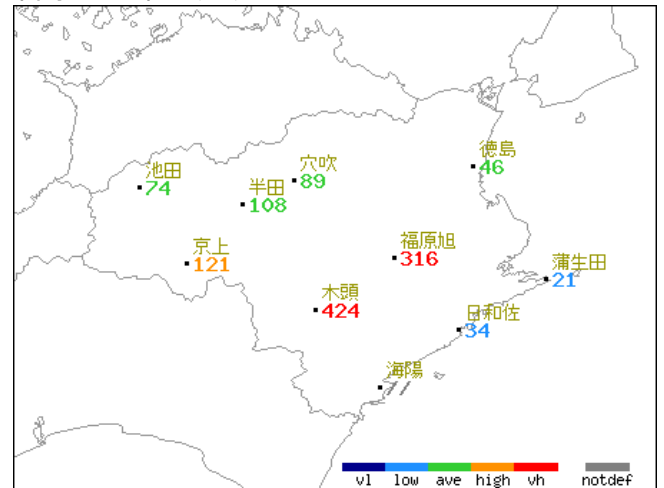 徳島
46
穴吹
89
池田
74
半田
108
福原旭
316
京上
121
蒲生田
21
木頭
424
日和佐
34
海陽
//
vl low ave high vh notdef